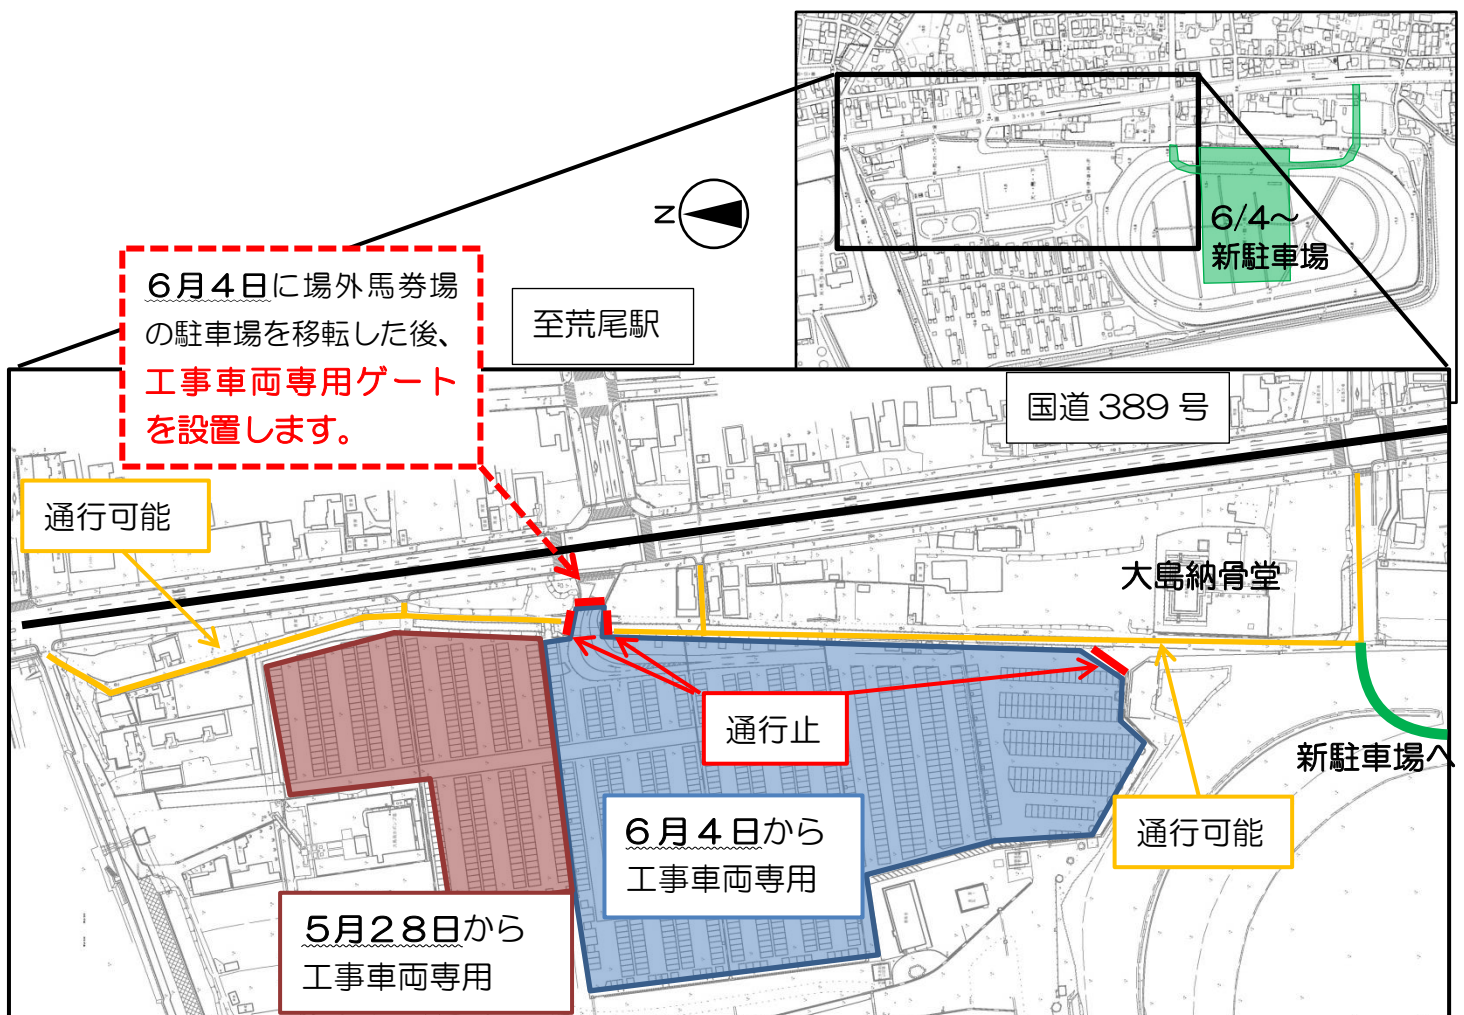 6/4～
新駐車場
N
６月４日に場外馬券場
の駐車場を移転した後、
工事車両専用ゲート
を設置します。
至荒尾駅
国道 389 号
通行可能
大島納骨堂
通行止
新駐車場へ
通行可能
６月４日から
工事車両専用
５月２８日から
工事車両専用